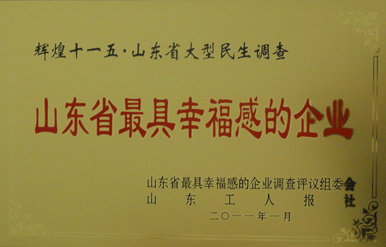 辉煌十一五·山东省大型民生调查
山东省最具幸福感的企业
山东省最具幸福感的企业调查评议组委会
山东工人报社
二〇一一年一月